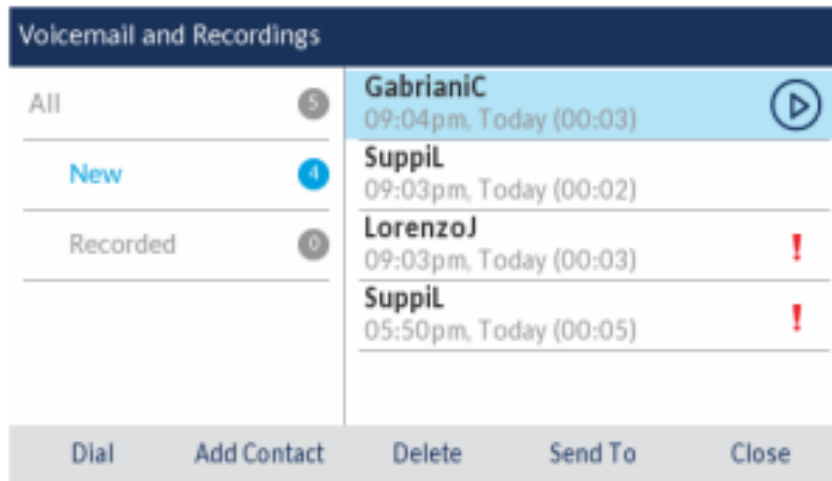 Voicemail and Recordings
All 5
New 4
Recorded 0
GabrianiC
09:04pm, Today (00:03)
SuppiL
09:03pm, Today (00:02)
LorenzoJ
09:03pm, Today (00:03)
!
SuppiL
05:50pm, Today (00:05)
!
Dial Add Contact Delete Send To Close